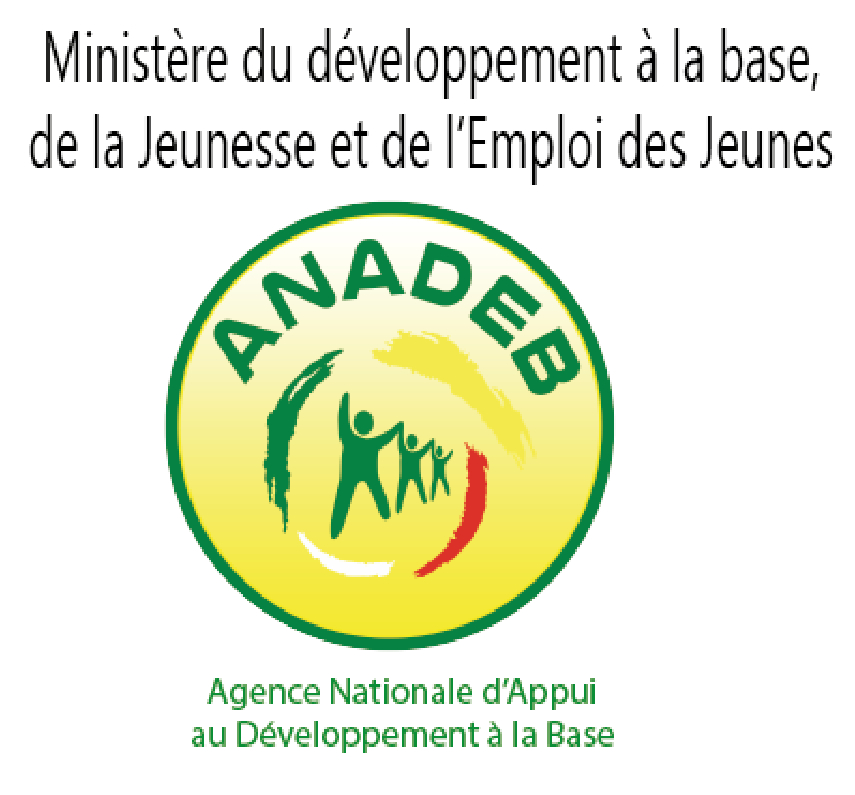 Ministère du développement à la base,
de la Jeunesse et de l'Emploi des Jeunes
ANADEB
Agence Nationale d'Appui
au Développement à la Base